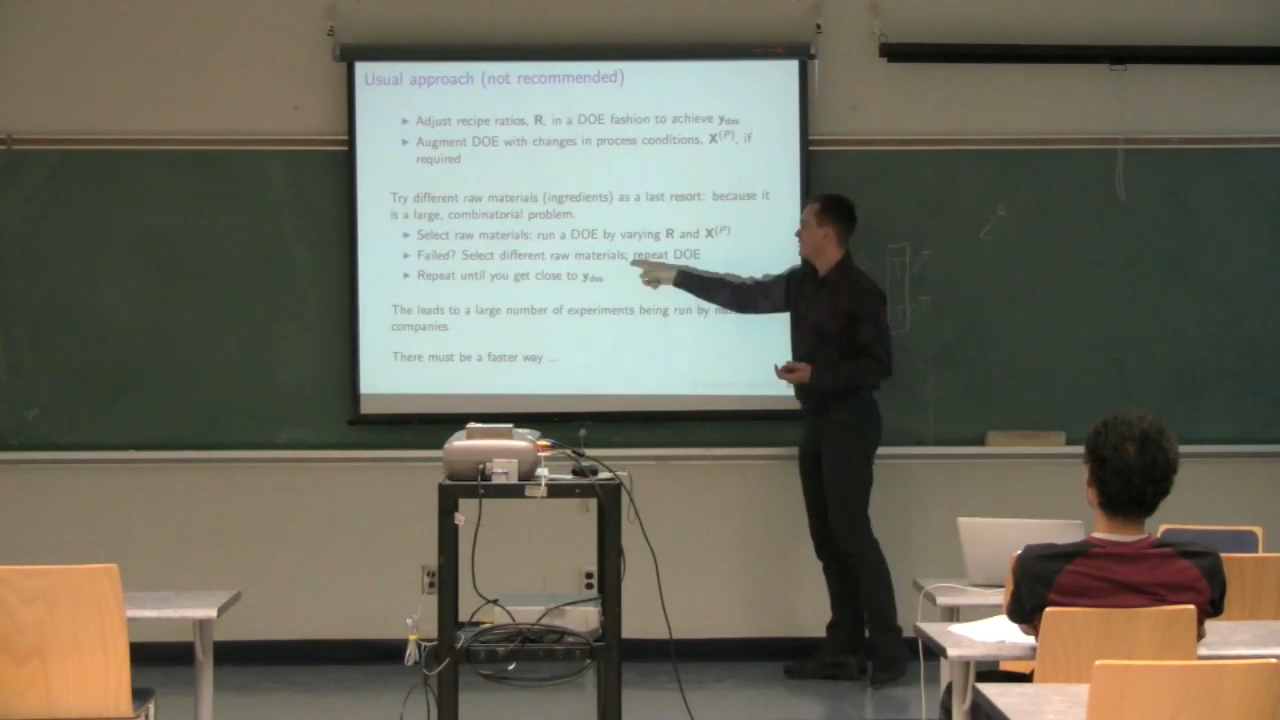 Usual approach (not recommended)
▶ Adjust recipe ratios, R, in a DOE fashion to achieve y_des
▶ Augment DOE with changes in process conditions, X^(P), if
required
Try different raw materials (ingredients) as a last resort: because it
is a large, combinatorial problem.
▶ Select raw materials; run a DOE by varying R and X^(P)
▶ Failed? Select different raw materials; repeat DOE
▶ Repeat until you get close to y_des
The leads to a large number of experiments being run by
companies.
There must be a faster way ...